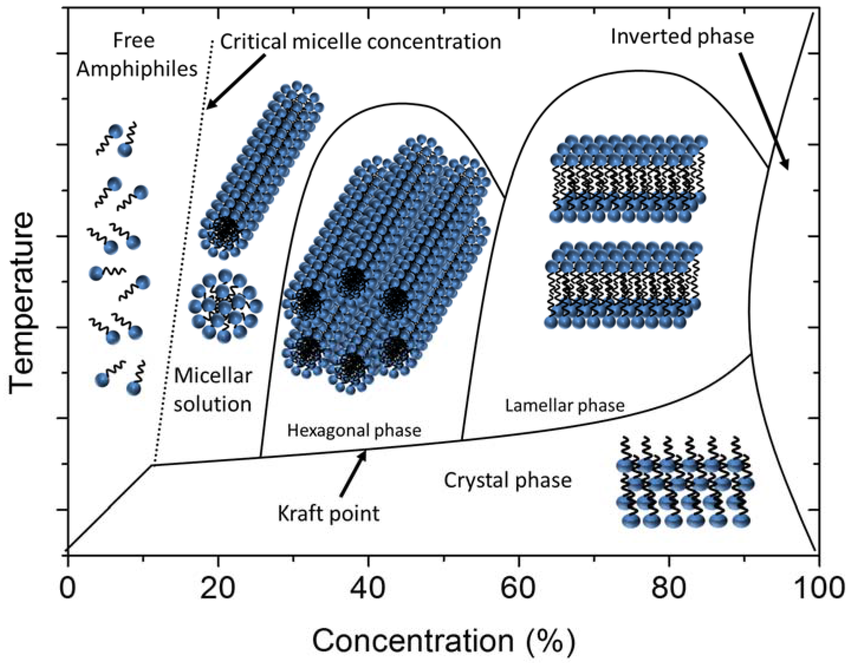 Free
Amphiphiles
Critical micelle concentration
Inverted phase
Temperature
Micellar
solution
Hexagonal phase
Lamellar phase
Kraft point
Crystal phase
0
20
40
60
80
100
Concentration (%)